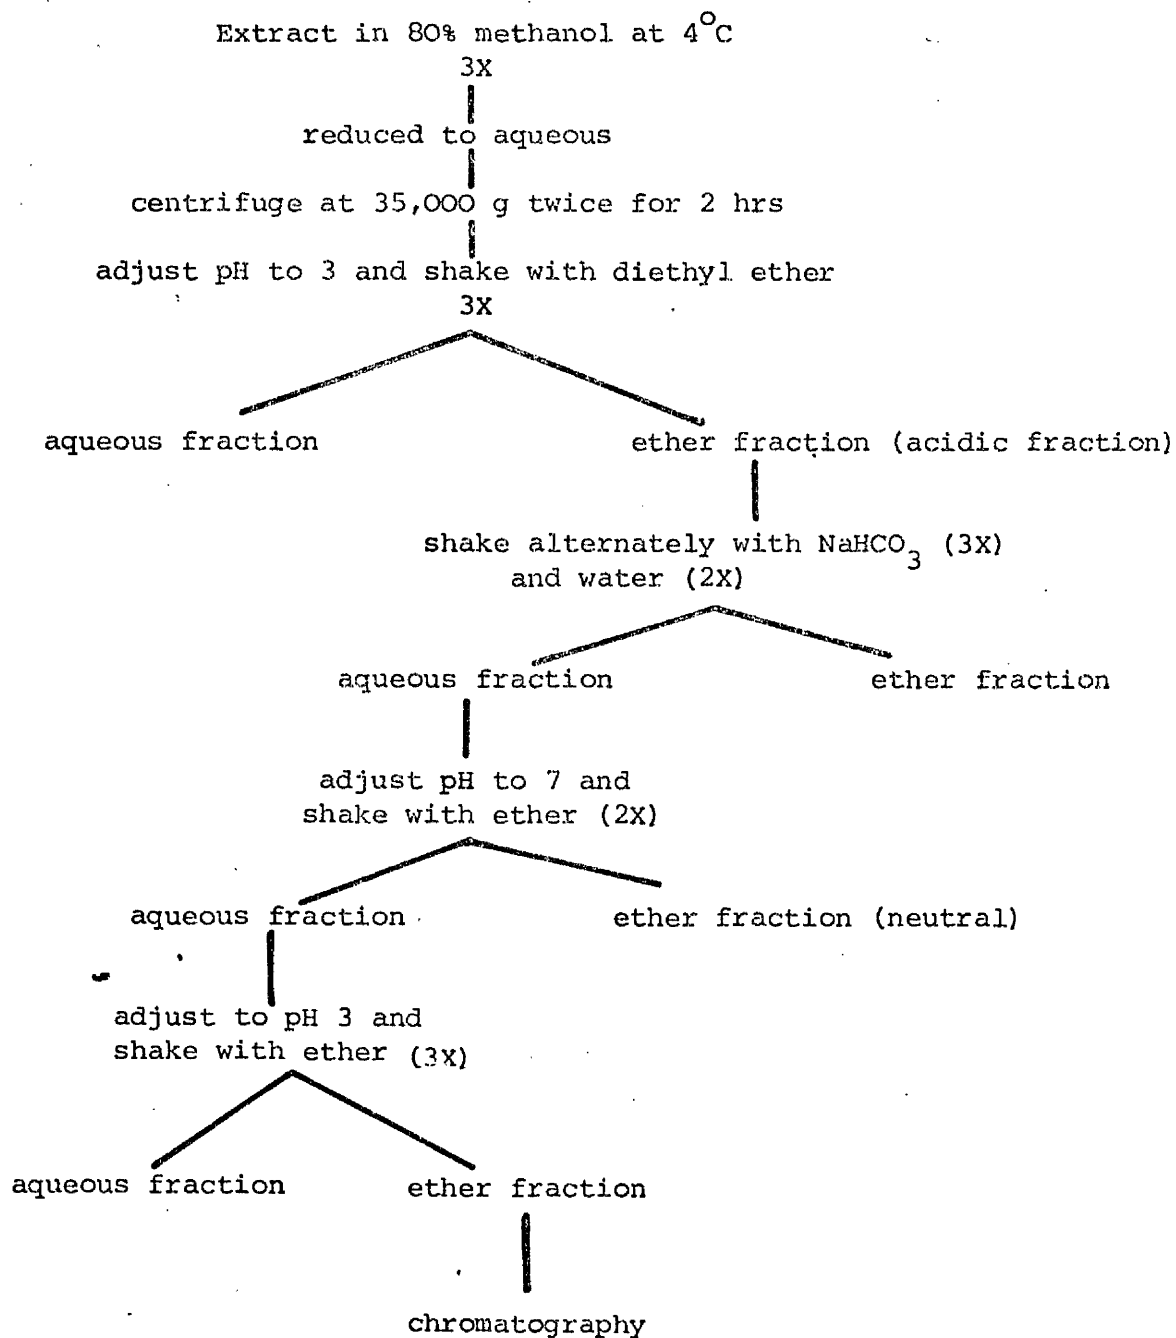 Extract in 80% methanol at 4°C
3X
reduced to aqueous
centrifuge at 35,000 g twice for 2 hrs
adjust pH to 3 and shake with diethyl ether
3X
aqueous fraction
ether fraction (acidic fraction)
shake alternately with NaHCO3 (3X)
and water (2X)
aqueous fraction
ether fraction
adjust pH to 7 and
shake with ether (2X)
aqueous fraction
ether fraction (neutral)
adjust to pH 3 and
shake with ether (3X)
aqueous fraction
ether fraction
chromatography